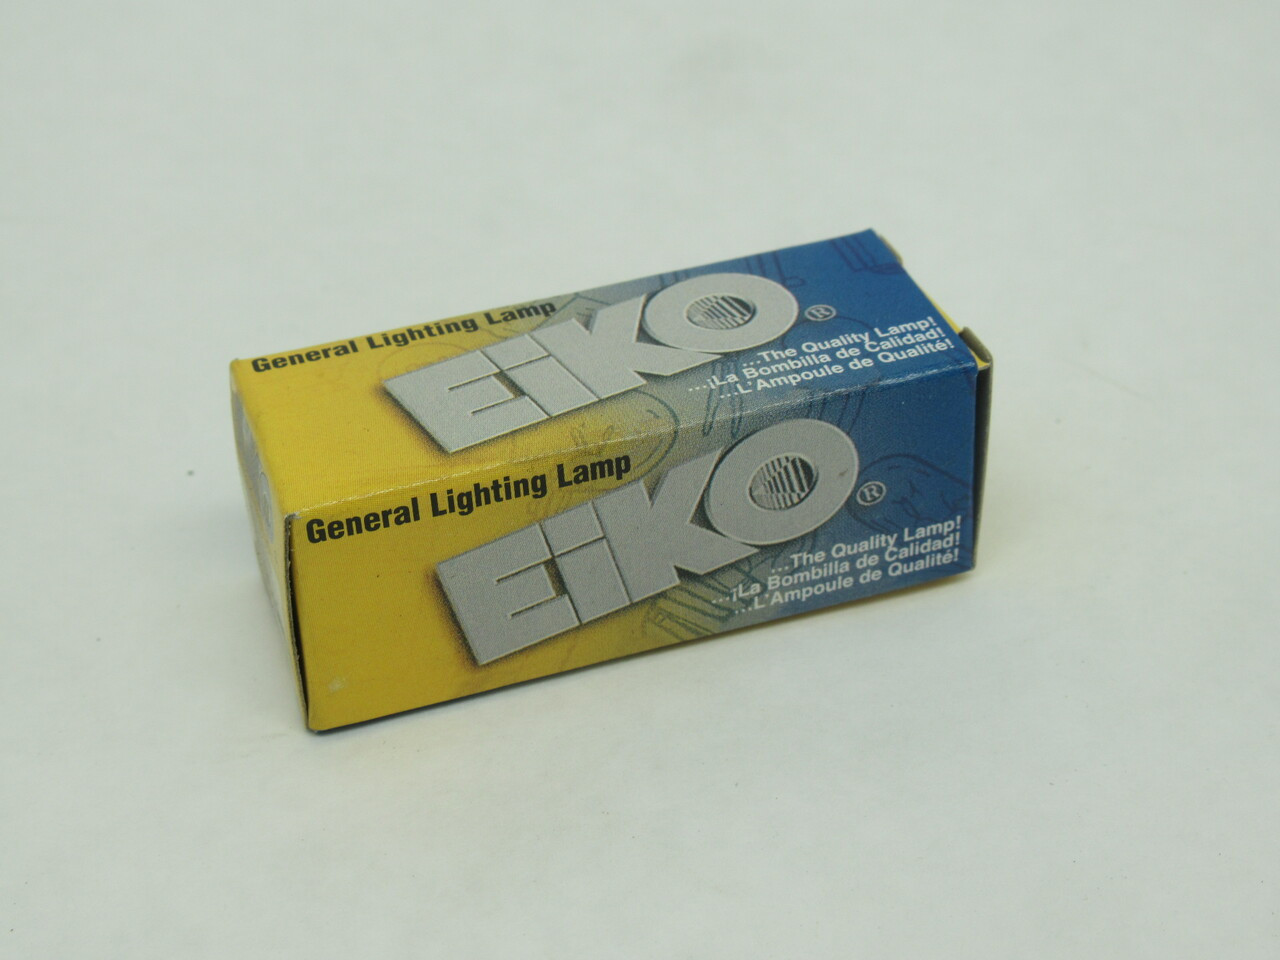 General Lighting Lamp
EiKO®
...The Quality Lamp!
...¡La Bombilla de Calidad!
...L'Ampoule de Qualité!
General Lighting Lamp
EiKO®
...The Quality Lamp!
...¡La Bombilla de Calidad!
...L'Ampoule de Qualité!